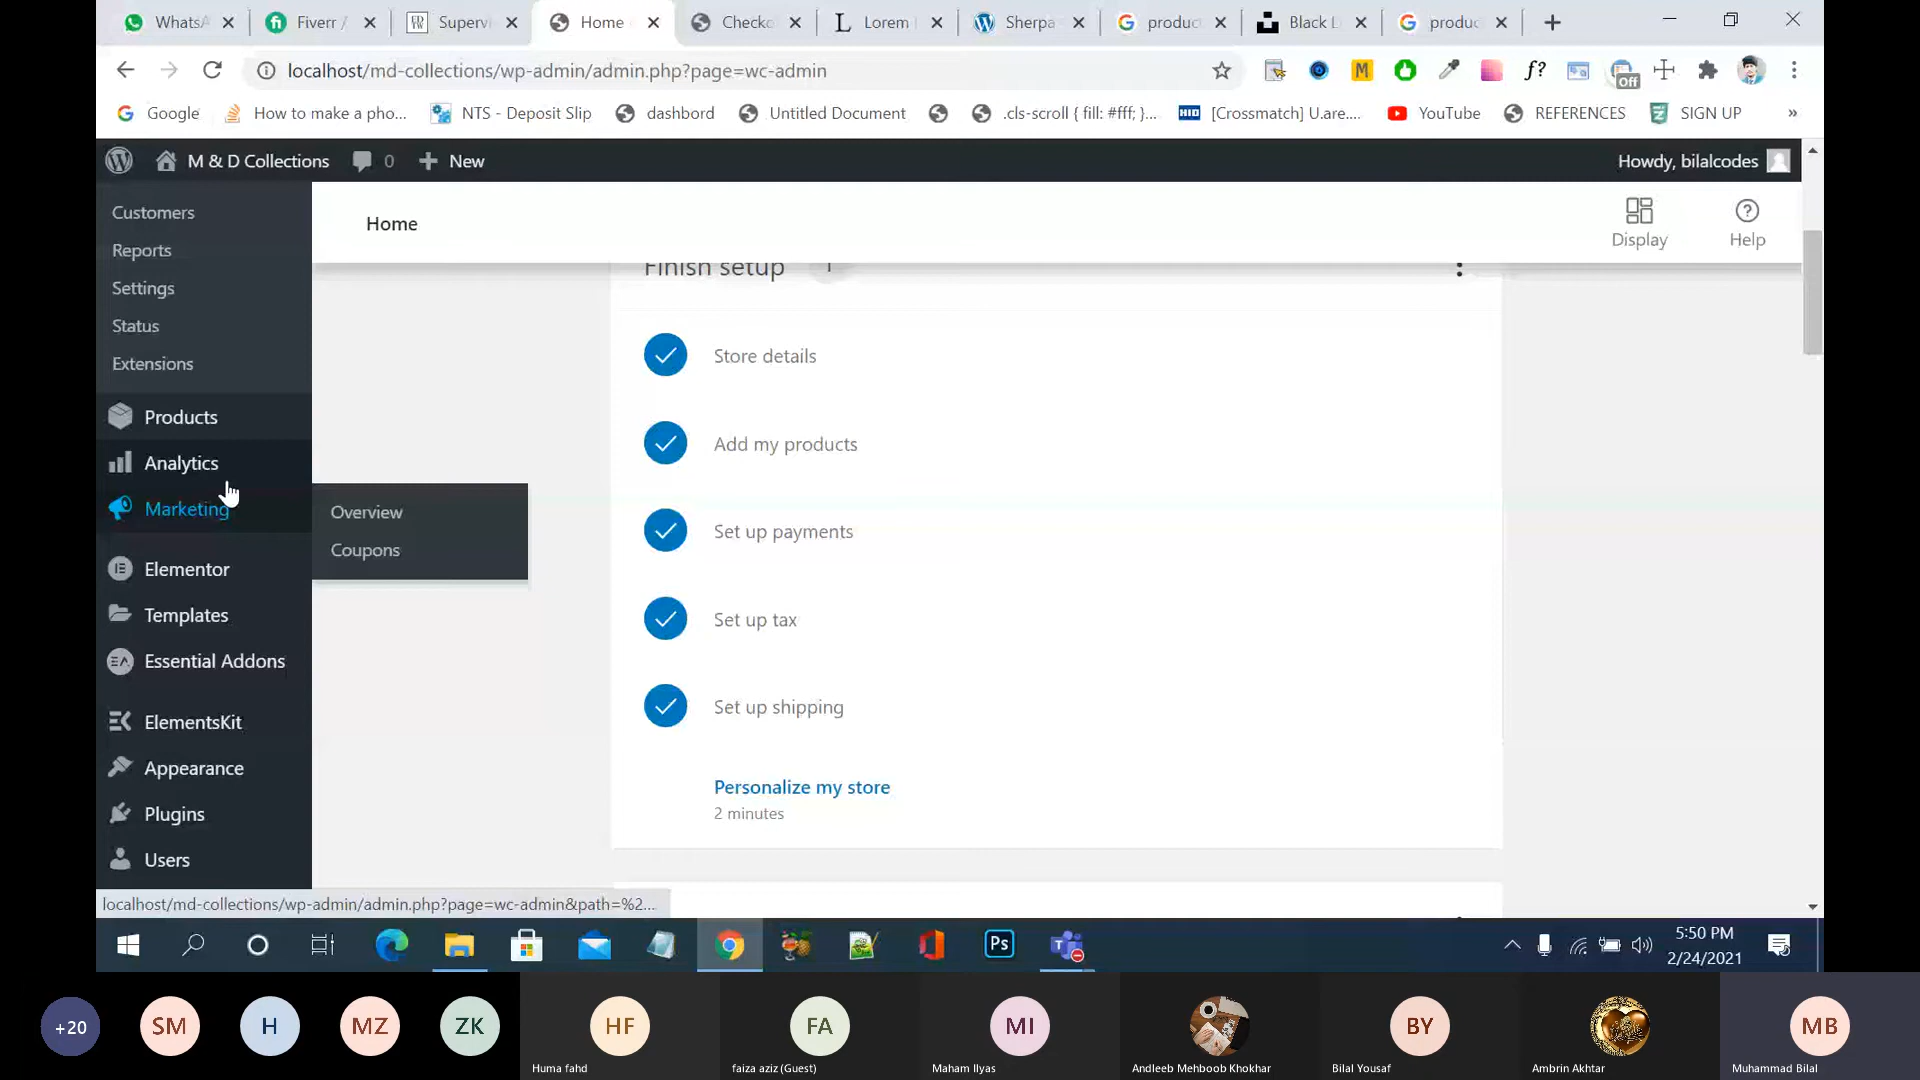 WhatsA
Fiverr /
Supervi
Home
Checko
Lorem
Sherpa
produc
Black L
produc
localhost/md-collections/wp-admin/admin.php?page=wc-admin
M
f?
Off
Google
How to make a pho...
NTS - Deposit Slip
dashbord
Untitled Document
.cls-scroll { fill: #fff; }...
HID
[Crossmatch] U.are....
YouTube
REFERENCES
SIGN UP
»
M & D Collections
0
New
Howdy, bilalcodes
Customers
Reports
Settings
Status
Extensions
Products
Analytics
Marketing
Overview
Coupons
Elementor
Templates
Essential Addons
ElementsKit
Appearance
Plugins
Users
Home
Display
Help
Finish setup 1
Store details
Add my products
Set up payments
Set up tax
Set up shipping
Personalize my store
2 minutes
localhost/md-collections/wp-admin/admin.php?page=wc-admin&path=%2...
Ps
5:50 PM
2/24/2021
+20
SM
H
MZ
ZK
HF
Huma fahd
FA
faiza aziz (Guest)
MI
Maham Ilyas
Andleeb Mehboob Khokhar
BY
Bilal Yousaf
Ambrin Akhtar
MB
Muhammad Bilal